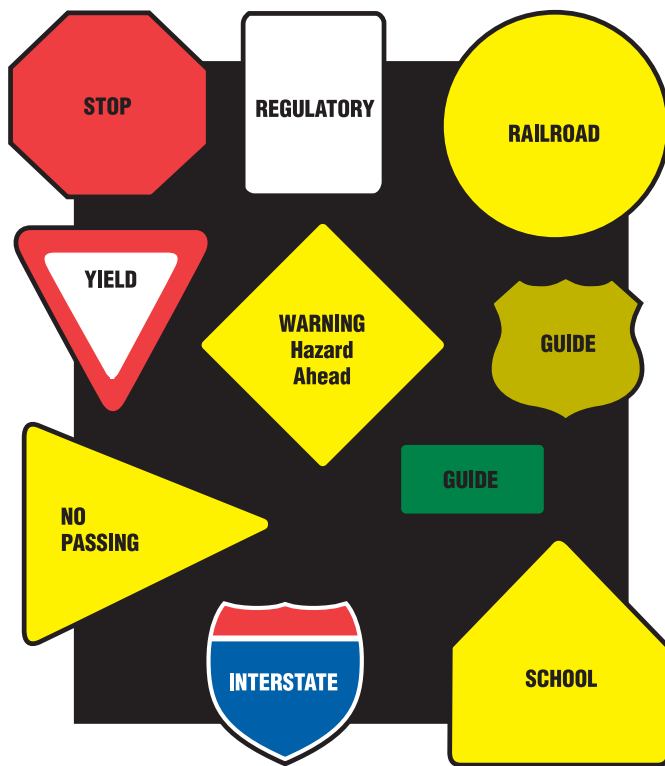 STOP
REGULATORY
RAILROAD
YIELD
WARNING
Hazard
Ahead
GUIDE
GUIDE
NO
PASSING
INTERSTATE
SCHOOL